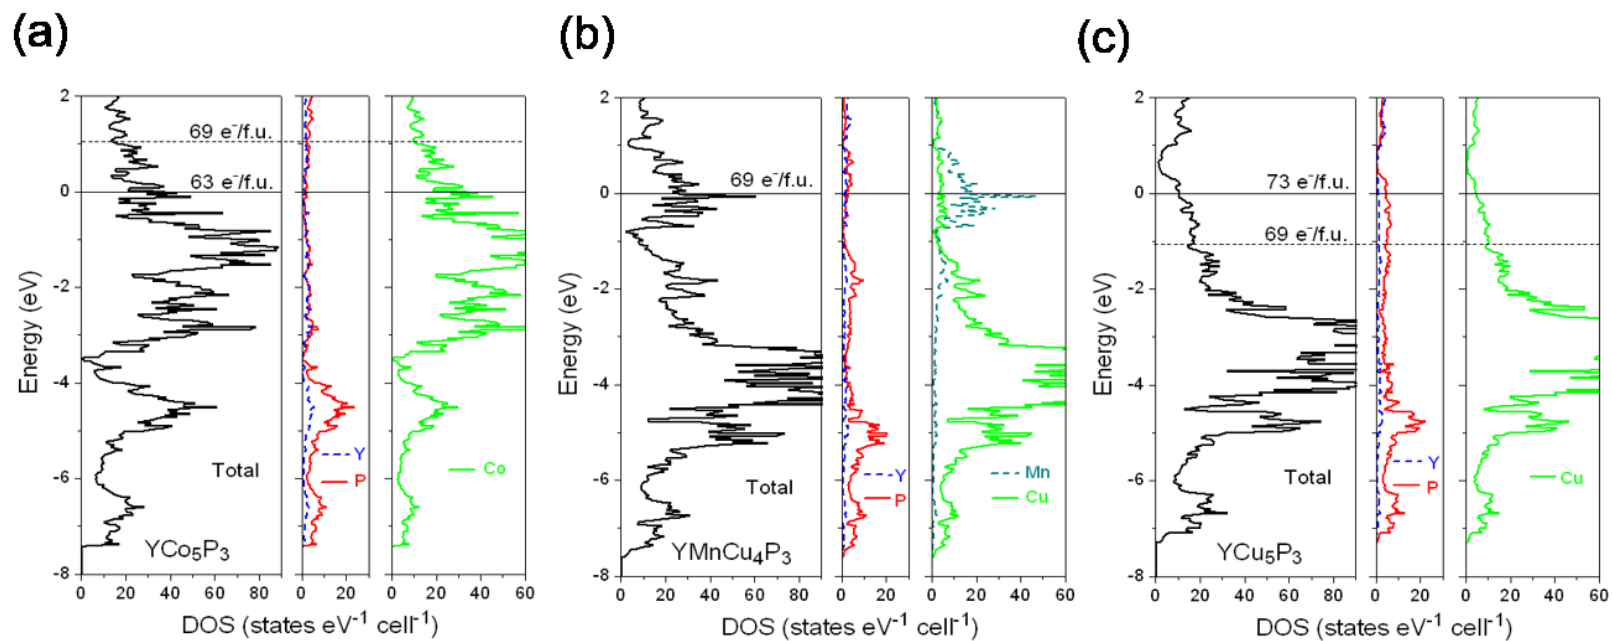 (a)
(b)
(c)
2
0
-2
-4
-6
-8
Energy (eV)
69 e⁻/f.u.
63 e⁻/f.u.
Total
YCo₅P₃
Y
P
Co
0 20 40 60 80
0 20
0 20 40 60
DOS (states eV⁻¹ cell⁻¹)
2
0
-2
-4
-6
-8
Energy (eV)
69 e⁻/f.u.
Total
YMnCu₄P₃
Y
P
Mn
Cu
0 20 40 60 80
0 20
0 20 40 60
DOS (states eV⁻¹ cell⁻¹)
2
0
-2
-4
-6
-8
Energy (eV)
73 e⁻/f.u.
69 e⁻/f.u.
Total
YCu₅P₃
Y
P
Cu
0 20 40 60 80
0 20
0 20 40 60
DOS (states eV⁻¹ cell⁻¹)